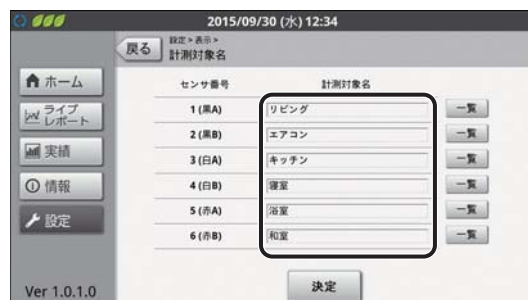 2015/09/30 (水) 12:34
戻る
設定 > 表示 >
計測対象名
ホーム
ライブ
レポート
実績
情報
設定
Ver 1.0.1.0
センサ番号 計測対象名
1 (黒A) リビング 一覧
2 (黒B) エアコン 一覧
3 (白A) キッチン 一覧
4 (白B) 寝室 一覧
5 (赤A) 浴室 一覧
6 (赤B) 和室 一覧
決定